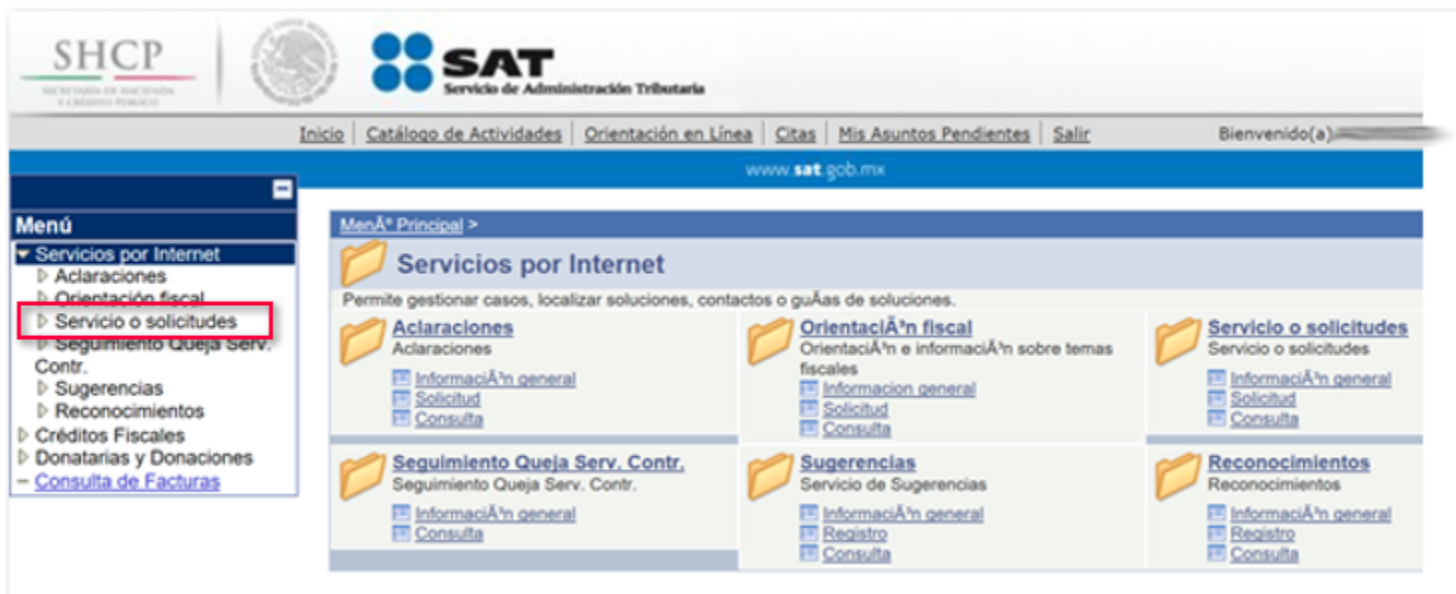 SHCP
SECRETARÍA DE HACIENDA
Y CRÉDITO PÚBLICO
SAT
Servicio de Administración Tributaria
Inicio | Catálogo de Actividades | Orientación en Línea | Citas | Mis Asuntos Pendientes | Salir
Bienvenido(a)
www.sat.gob.mx
Menú
Servicios por Internet
Aclaraciones
Orientación fiscal
Servicio o solicitudes
Seguimiento Queja Serv.
Contr.
Sugerencias
Reconocimientos
Créditos Fiscales
Donatarias y Donaciones
Consulta de Facturas
MenÃº Principal >
Servicios por Internet
Permite gestionar casos, localizar soluciones, contactos o guÃas de soluciones.
Aclaraciones
Aclaraciones
InformaciÃ³n general
Solicitud
Consulta
OrientaciÃ³n fiscal
OrientaciÃ³n e informaciÃ³n sobre temas
fiscales
Informacion general
Solicitud
Consulta
Servicio o solicitudes
Servicio o solicitudes
InformaciÃ³n general
Solicitud
Consulta
Seguimiento Queja Serv. Contr.
Seguimiento Queja Serv. Contr.
InformaciÃ³n general
Consulta
Sugerencias
Servicio de Sugerencias
InformaciÃ³n general
Registro
Consulta
Reconocimientos
Reconocimientos
InformaciÃ³n general
Registro
Consulta